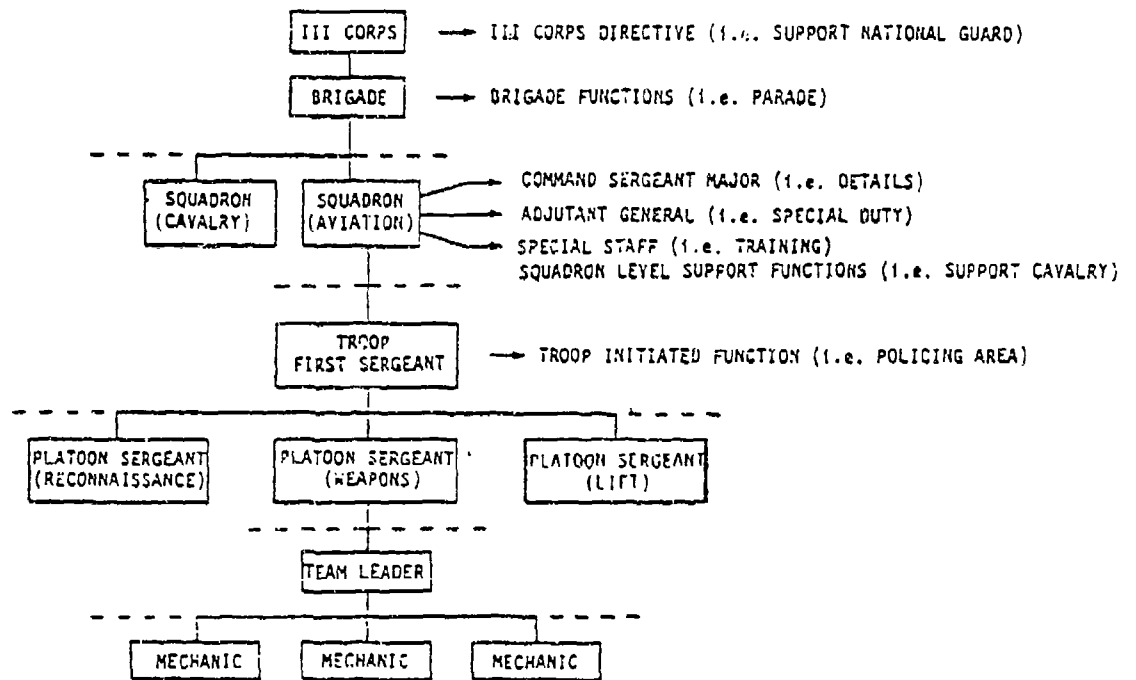 III CORPS → III CORPS DIRECTIVE (i.e. SUPPORT NATIONAL GUARD)
BRIGADE → BRIGADE FUNCTIONS (i.e. PARADE)
SQUADRON
(CAVALRY)
SQUADRON
(AVIATION)
COMMAND SERGEANT MAJOR (i.e. DETAILS)
ADJUTANT GENERAL (i.e. SPECIAL DUTY)
SPECIAL STAFF (i.e. TRAINING)
SQUADRON LEVEL SUPPORT FUNCTIONS (i.e. SUPPORT CAVALRY)
TROOP
FIRST SERGEANT
→ TROOP INITIATED FUNCTION (i.e. POLICING AREA)
PLATOON SERGEANT
(RECONNAISSANCE)
PLATOON SERGEANT
(WEAPONS)
PLATOON SERGEANT
(LIFT)
TEAM LEADER
MECHANIC
MECHANIC
MECHANIC